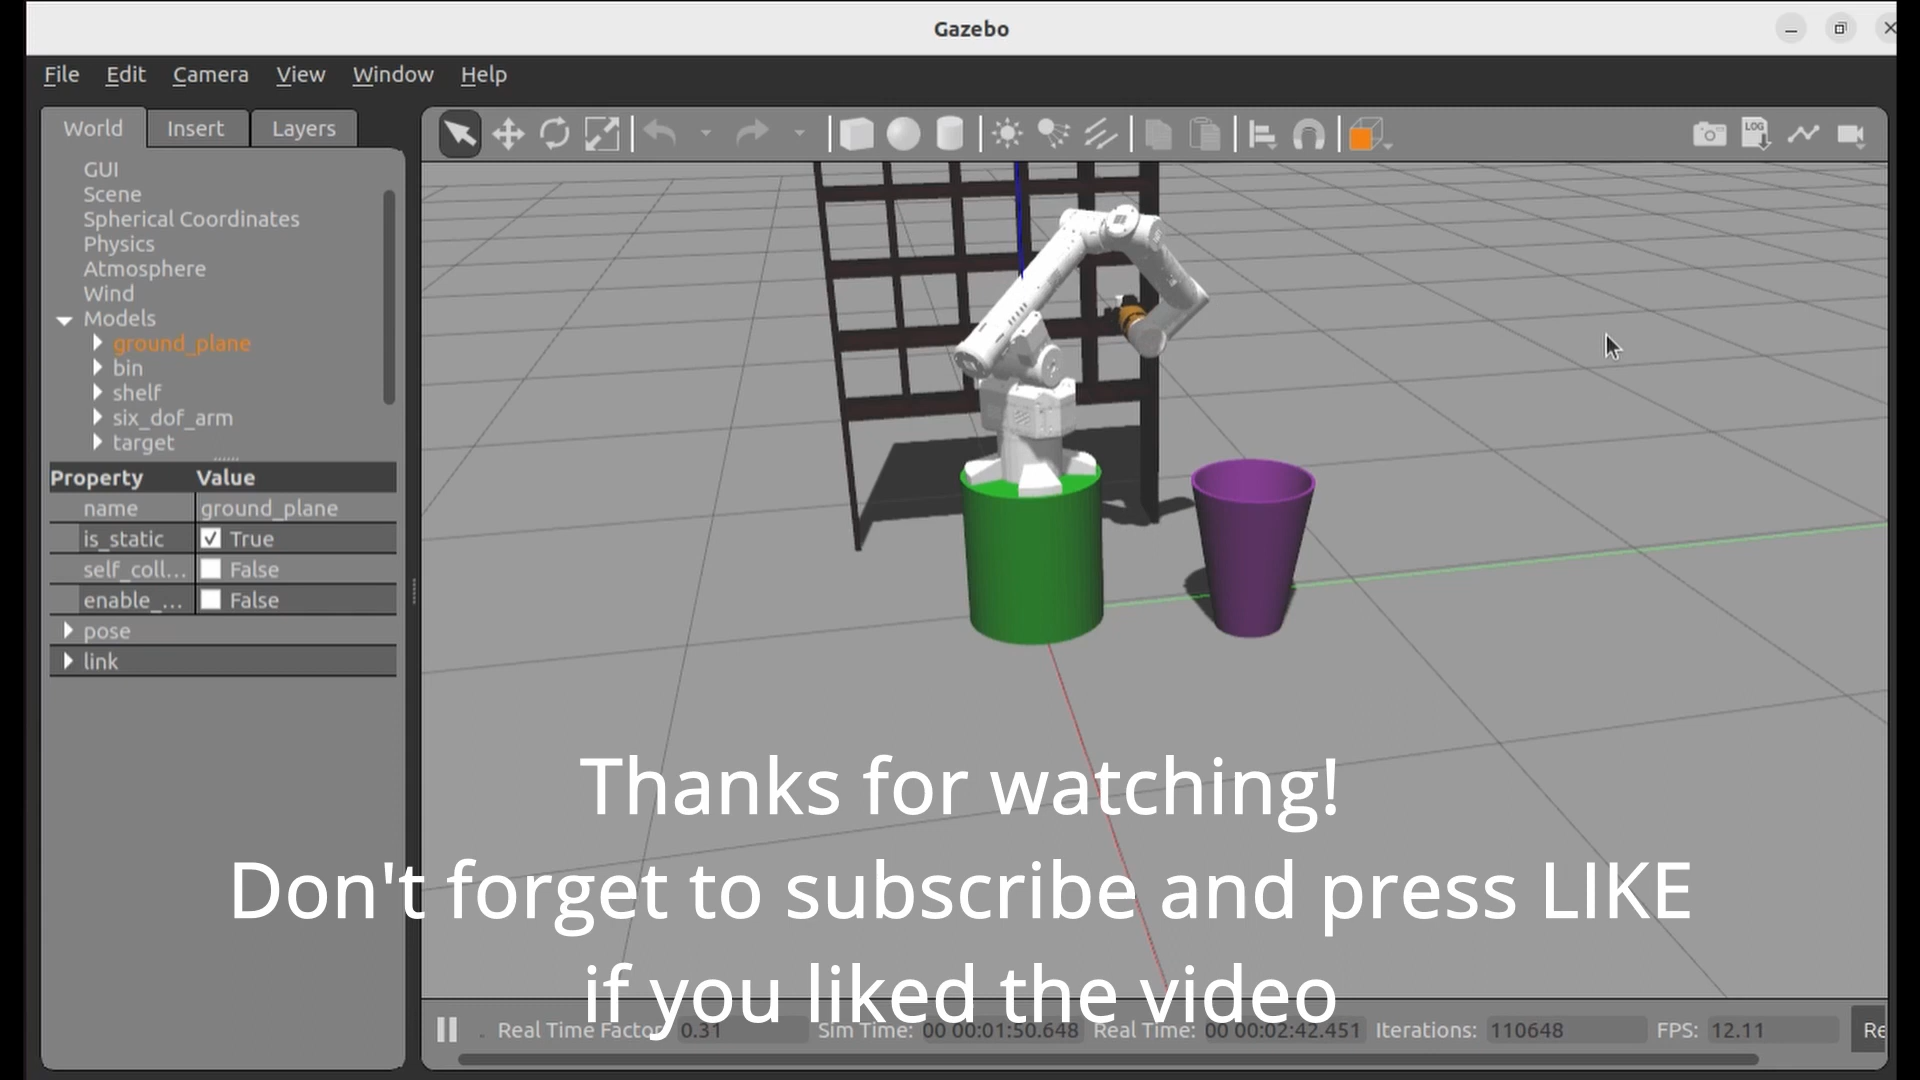 Gazebo
File Edit Camera View Window Help
World Insert Layers
LOG
GUI
Scene
Spherical Coordinates
Physics
Atmosphere
Wind
Models
ground_plane
bin
shelf
six_dof_arm
target
Property Value
name ground_plane
is_static True
self_coll... False
enable_... False
pose
link
Thanks for watching!
Don't forget to subscribe and press LIKE
if you liked the video
Real Time Factor: 0.31 Sim Time: 00 00:01:50.648 Real Time: 00 00:02:42.451 Iterations: 110648 FPS: 12.11 Re